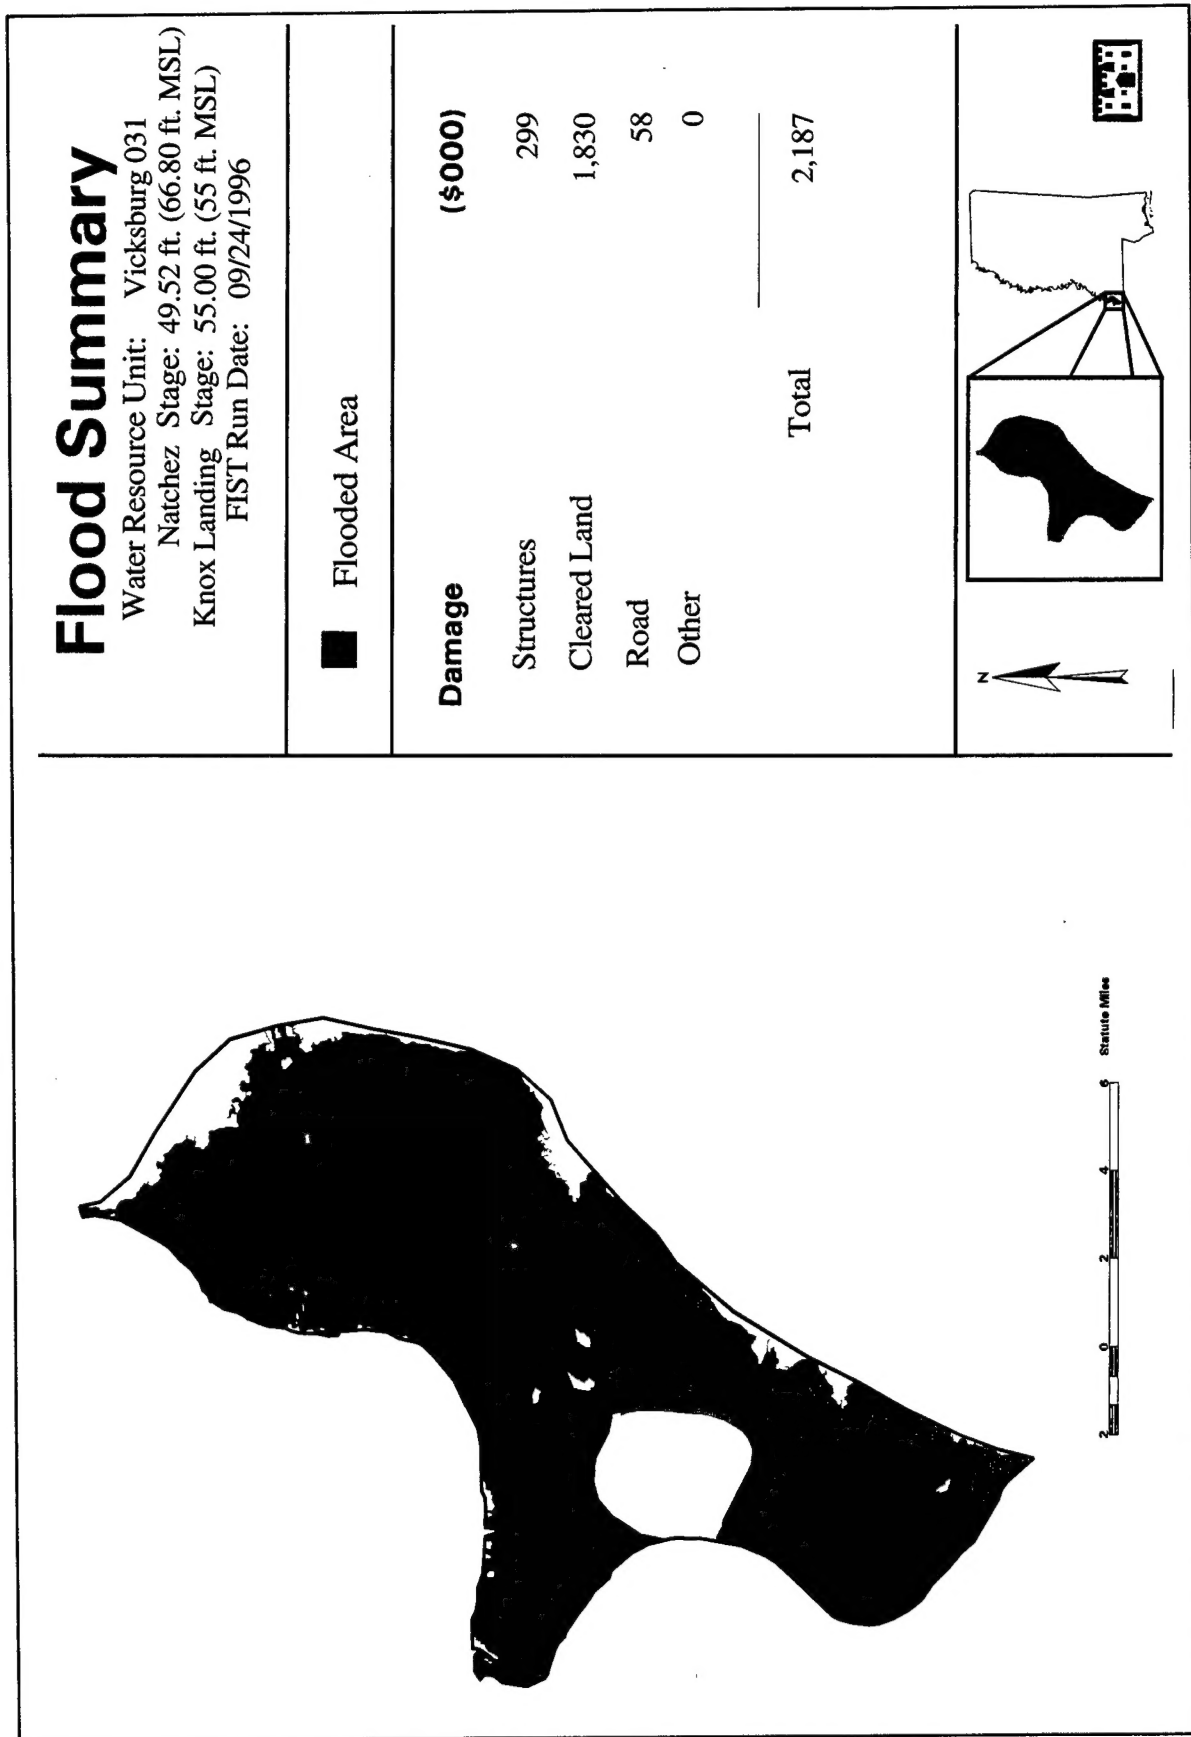 Flood Summary
Water Resource Unit: Vicksburg 031
Natchez Stage: 49.52 ft. (66.80 ft. MSL)
Knox Landing Stage: 55.00 ft. (55 ft. MSL)
FIST Run Date: 09/24/1996
Flooded Area
Damage ($000)
Structures 299
Cleared Land 1,830
Road 58
Other 0
Total 2,187
N
2 0 2 4 6 Statute Miles